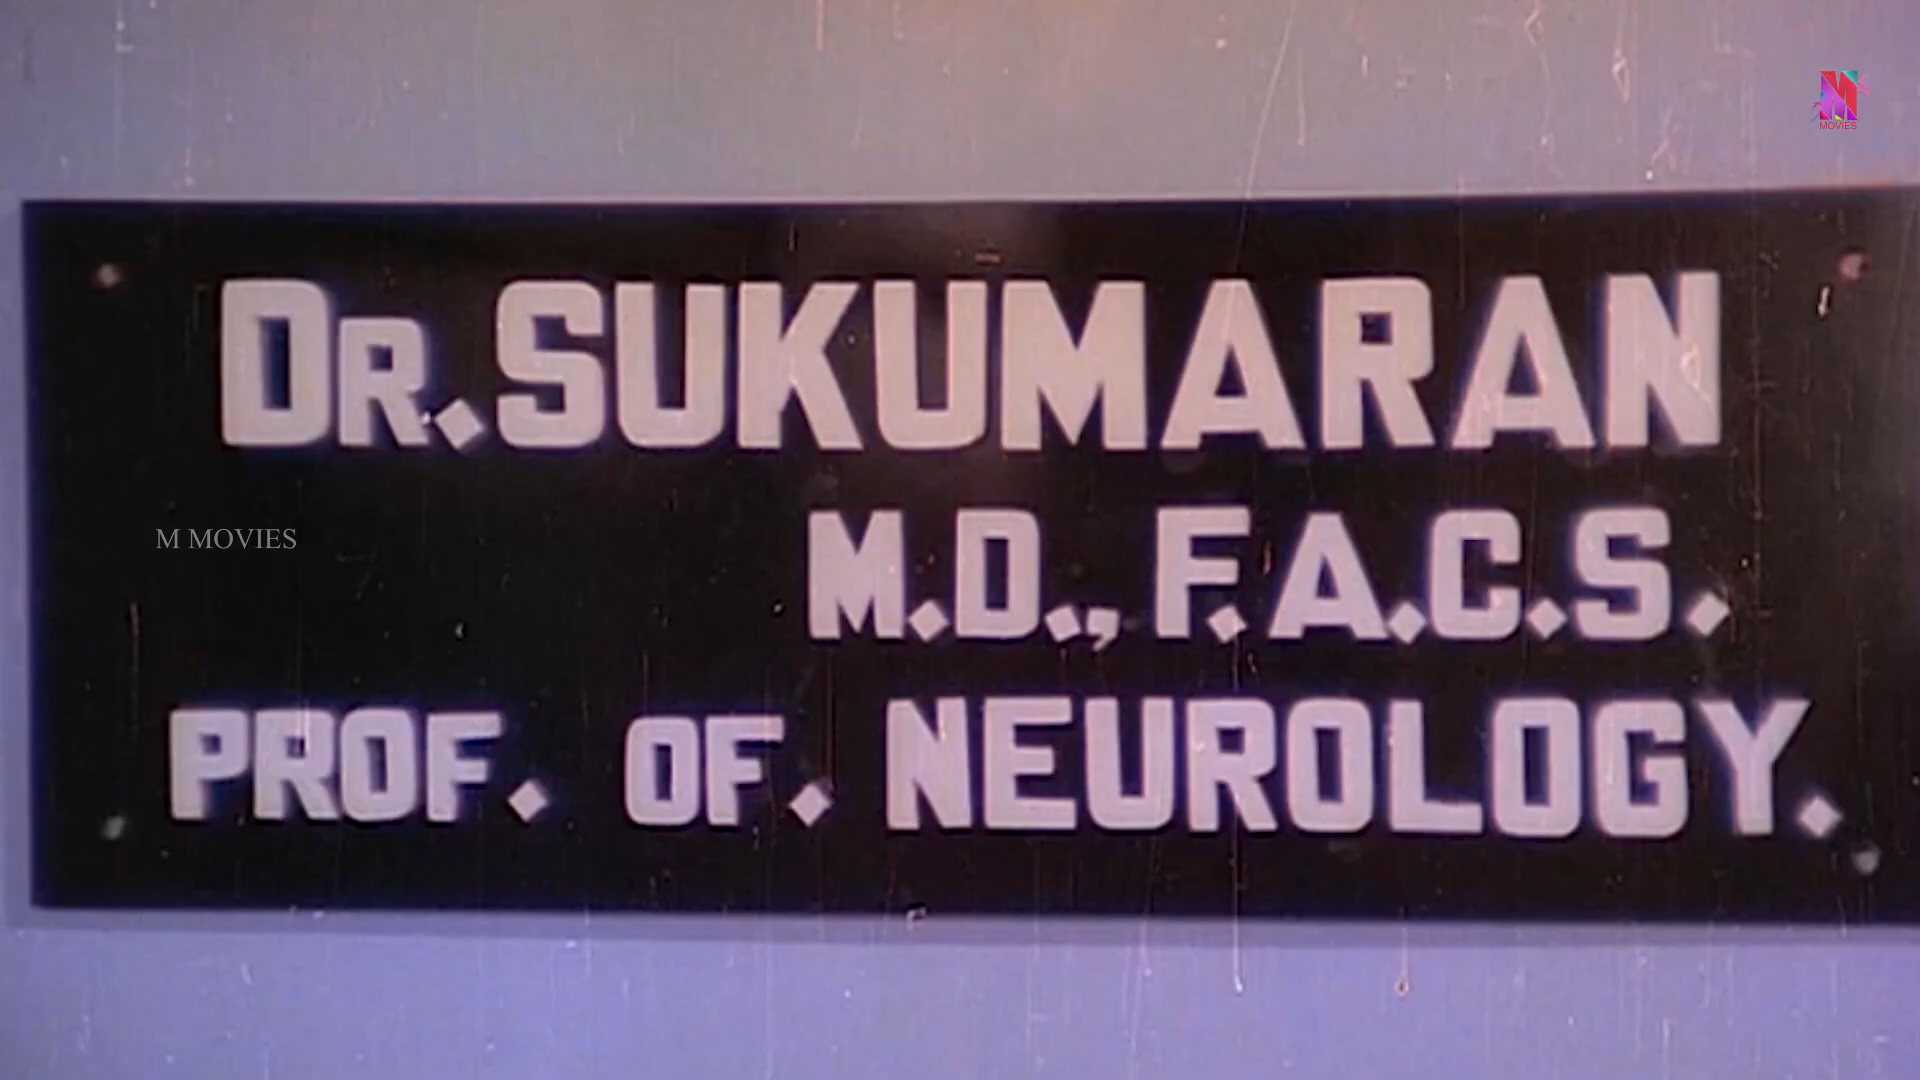 MOVIES
Dr. SUKUMARAN
M.D., F.A.C.S.
M MOVIES
PROF. OF. NEUROLOGY.